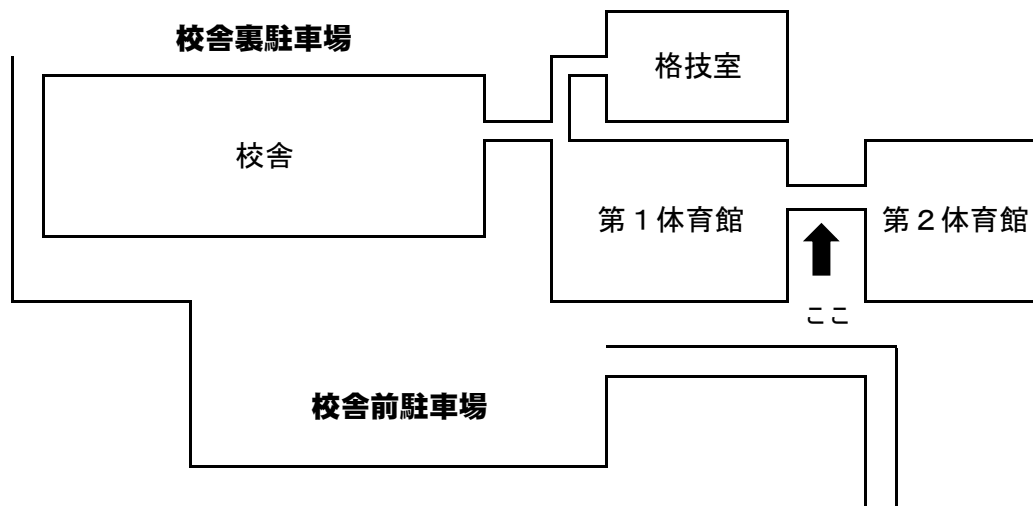 校舎裏駐車場
格技室
校舎
第１体育館
第２体育館
ここ
校舎前駐車場